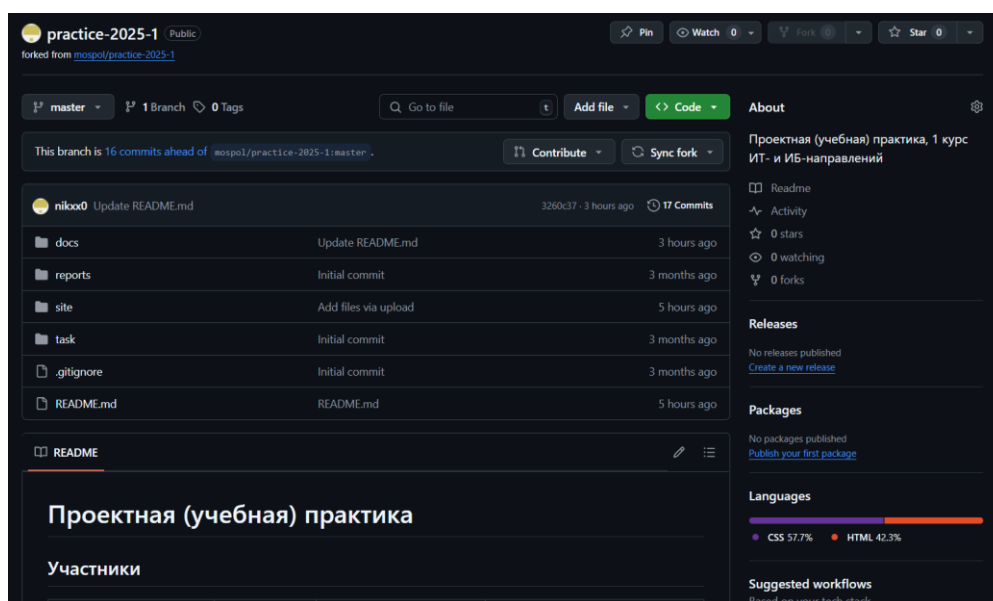 practice-2025-1 Public
Pin Watch 0 Fork 0 Star 0
forked from mospol/practice-2025-1
master 1 Branch 0 Tags Go to file t Add file Code
This branch is 16 commits ahead of mospol/practice-2025-1:master .
Contribute Sync fork
nikxx0 Update README.md 3260c37 · 3 hours ago 17 Commits
docs Update README.md 3 hours ago
reports Initial commit 3 months ago
site Add files via upload 5 hours ago
task Initial commit 3 months ago
.gitignore Initial commit 3 months ago
README.md README.md 5 hours ago
README
Проектная (учебная) практика
Участники
About
Проектная (учебная) практика, 1 курс
ИТ- и ИБ-направлений
Readme
Activity
0 stars
0 watching
0 forks
Releases
No releases published
Create a new release
Packages
No packages published
Publish your first package
Languages
CSS 57.7% HTML 42.3%
Suggested workflows
Based on your tech stack